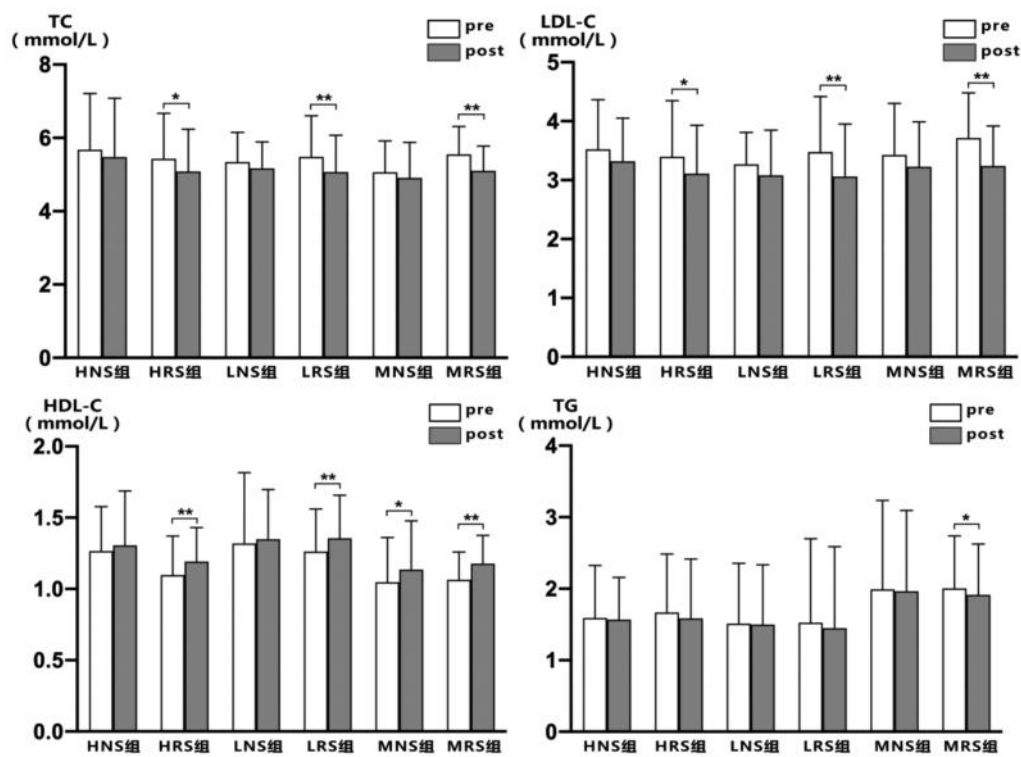 TC
( mmol/L )
pre
post
8
6
4
2
0
*
**
**
HNS组 HRS组 LNS组 LRS组 MNS组 MRS组
LDL-C
( mmol/L )
pre
post
5
4
3
2
1
0
*
**
**
HNS组 HRS组 LNS组 LRS组 MNS组 MRS组
HDL-C
( mmol/L )
pre
post
2.0
1.5
1.0
0.5
0.0
**
**
*
**
HNS组 HRS组 LNS组 LRS组 MNS组 MRS组
TG
( mmol/L )
pre
post
4
3
2
1
0
*
HNS组 HRS组 LNS组 LRS组 MNS组 MRS组